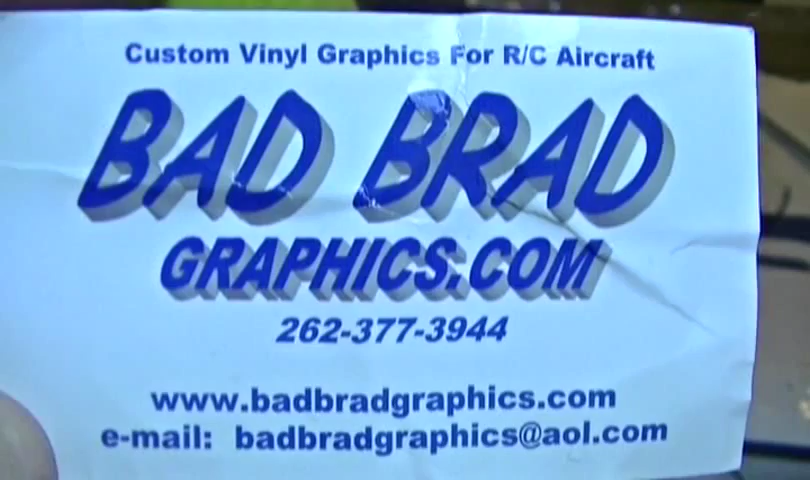 Custom Vinyl Graphics For R/C Aircraft
BAD BRAD
GRAPHICS.COM
262-377-3944
www.badbradgraphics.com
e-mail: badbradgraphics@aol.com